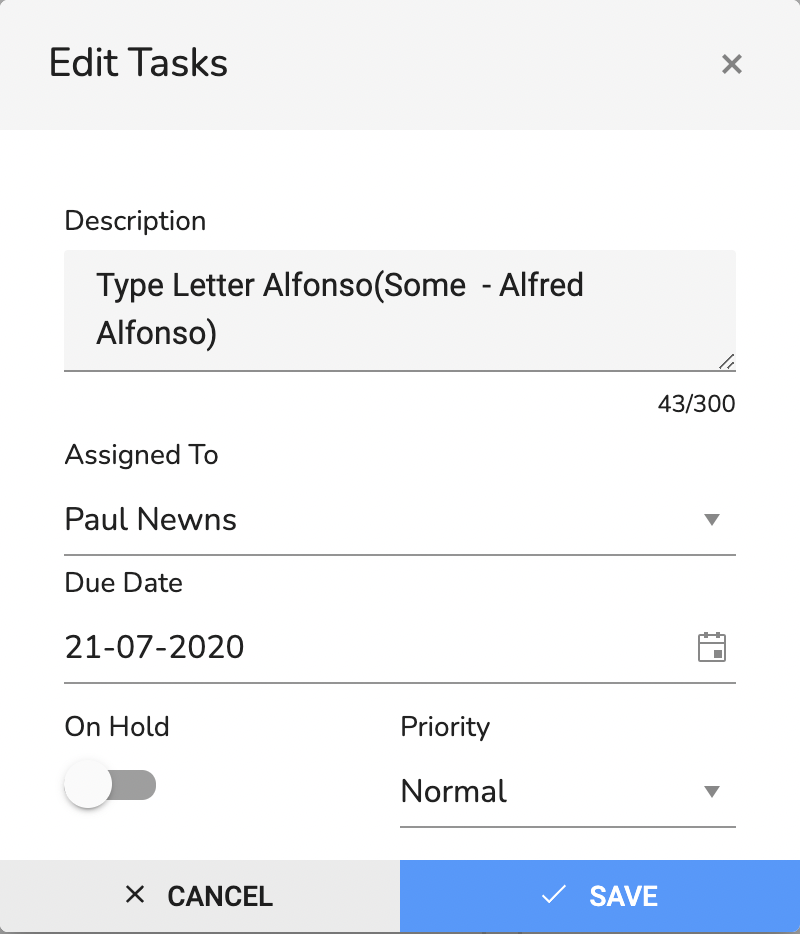 Edit Tasks
Description
Type Letter Alfonso(Some  - Alfred
Alfonso)
43/300
Assigned To
Paul Newns
Due Date
21-07-2020
On Hold
Priority
Normal
CANCEL
SAVE